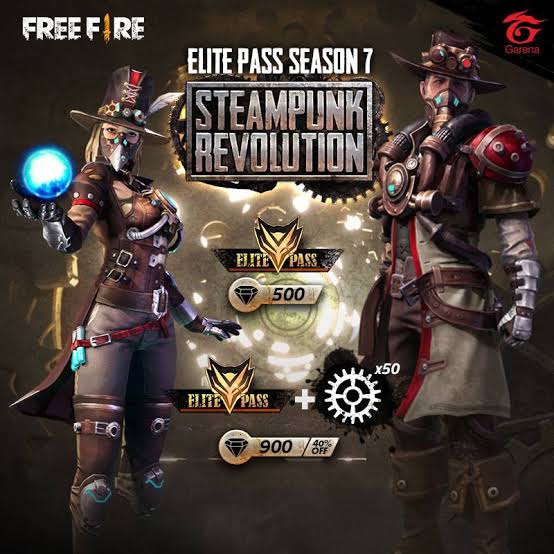 FREE FIRE
Garena
ELITE PASS SEASON 7
STEAMPUNK
REVOLUTION
ELITE PASS
500
ELITE PASS + x50
900 40% OFF